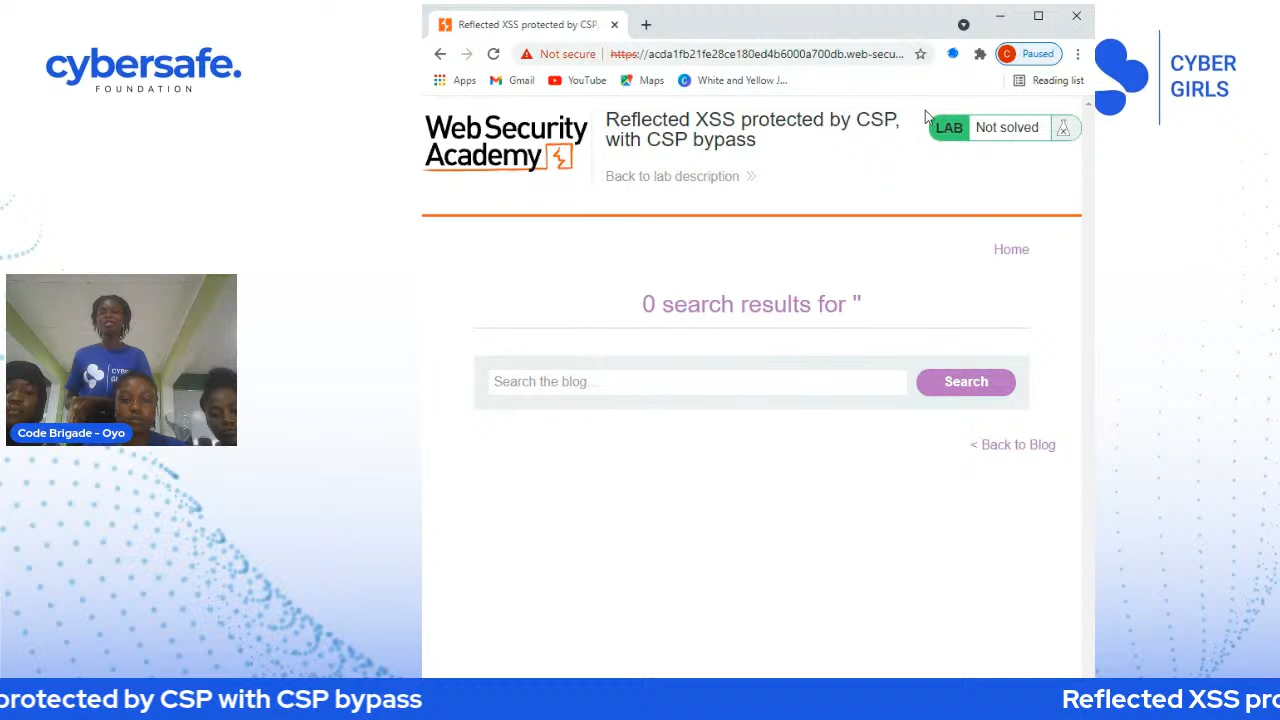 cybersafe.
FOUNDATION
Reflected XSS protected by CSP,
Not secure
https://acda1fb21fe28ce180ed4b6000a700db.web-secu...
C
Paused
Apps
Gmail
YouTube
Maps
C
White and Yellow J...
Reading list
CYBER
GIRLS
WebSecurity
Academy
Reflected XSS protected by CSP,
with CSP bypass
LAB
Not solved
Back to lab description
Home
0 search results for ''
Search the blog...
Search
< Back to Blog
Code Brigade - Oyo
protected by CSP with CSP bypass
Reflected XSS pro